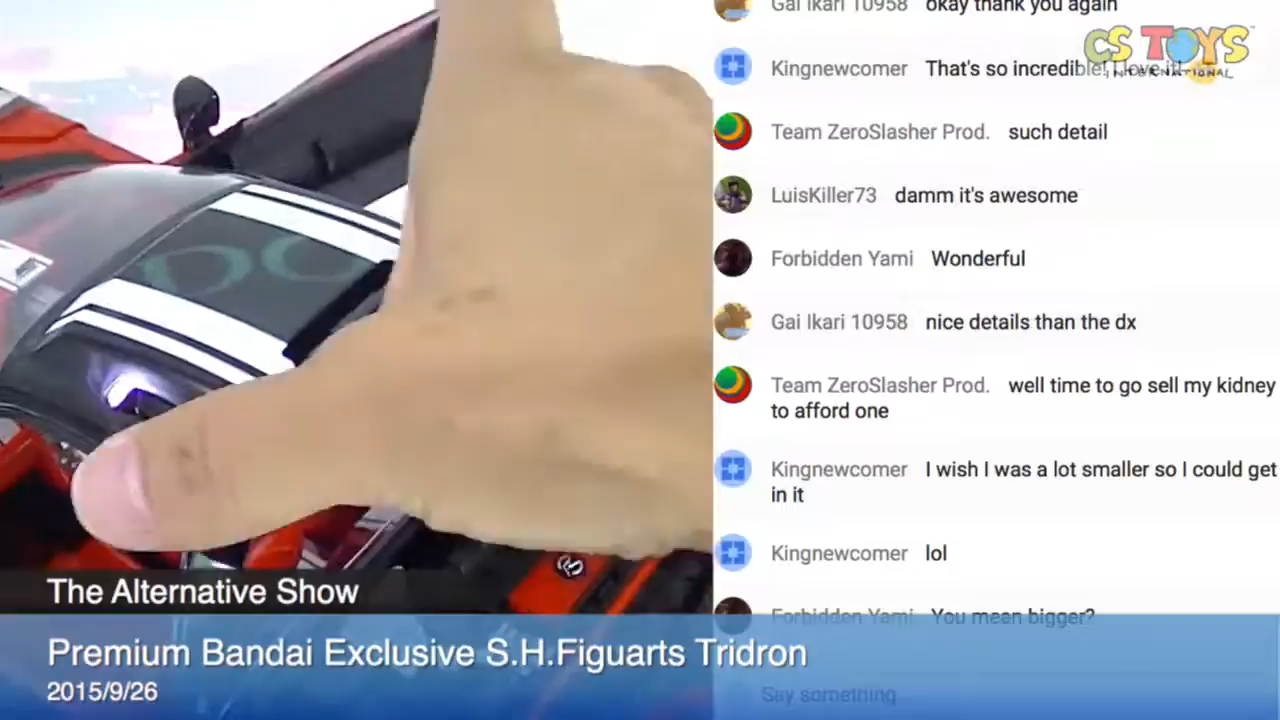 Gai Ikari 10958 okay thank you again
CS TOYS
INTERNATIONAL
Kingnewcomer That's so incredible! I love it!
Team ZeroSlasher Prod. such detail
LuisKiller73 damm it's awesome
Forbidden Yami Wonderful
Gai Ikari 10958 nice details than the dx
Team ZeroSlasher Prod. well time to go sell my kidney
to afford one
Kingnewcomer I wish I was a lot smaller so I could get
in it
Kingnewcomer lol
Forbidden Yami You mean bigger?
Say something...
The Alternative Show
Premium Bandai Exclusive S.H.Figuarts Tridron
2015/9/26